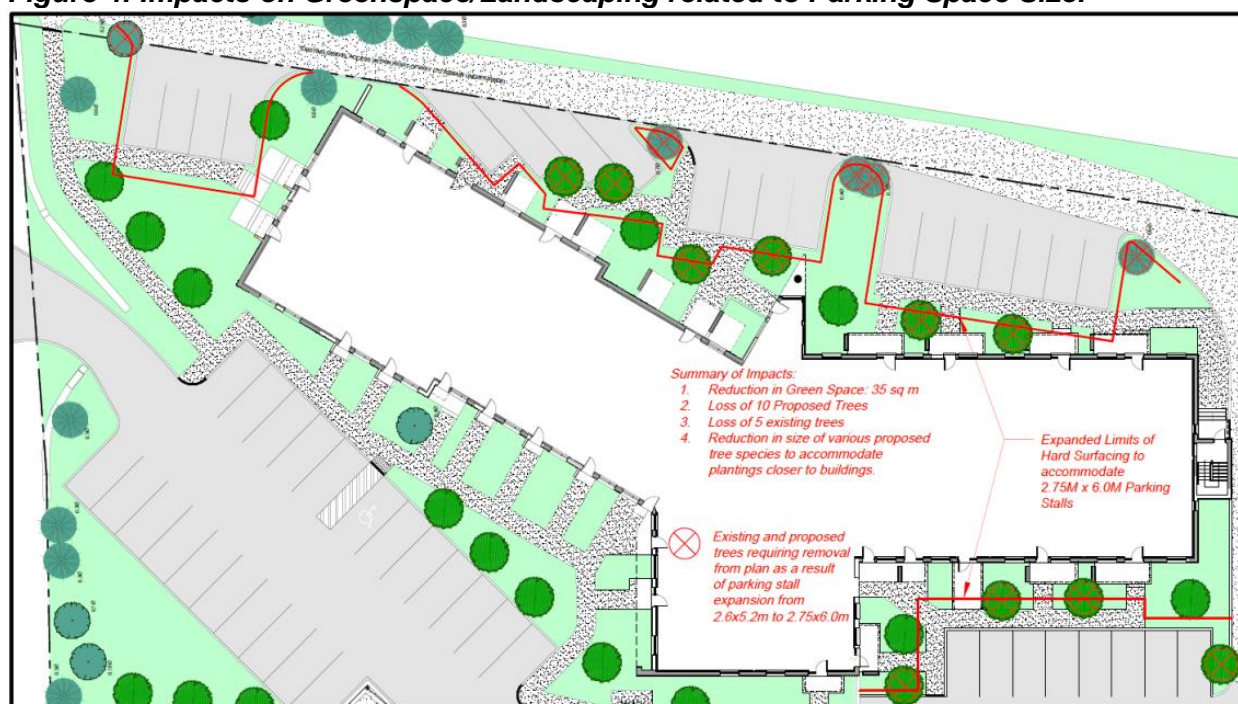 Figure 4: Impacts on Greenspace/Landscaping related to Parking Space Size.
Summary of Impacts:
1. Reduction in Green Space: 35 sq m
2. Loss of 10 Proposed Trees
3. Loss of 5 existing trees
4. Reduction in size of various proposed
tree species to accommodate
plantings closer to buildings.
Expanded Limits of
Hard Surfacing to
accommodate
2.75M x 6.0M Parking
Stalls
Existing and proposed
trees requiring removal
from plan as a result
of parking stall
expansion from
2.6x5.2m to 2.75x6.0m